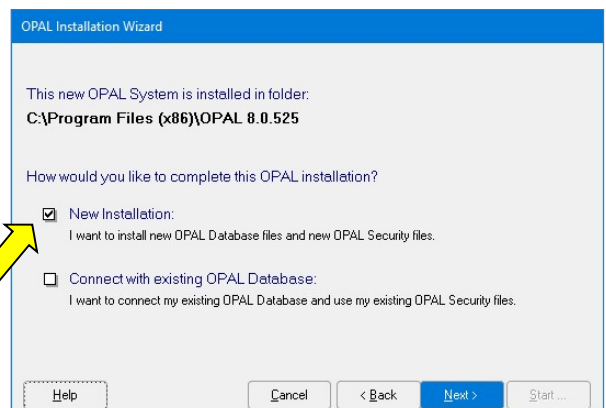 OPAL Installation Wizard
This new OPAL System is installed in folder:
C:\Program Files (x86)\OPAL 8.0.525
How would you like to complete this OPAL installation?
New Installation:
I want to install new OPAL Database files and new OPAL Security files.
Connect with existing OPAL Database:
I want to connect my existing OPAL Database and use my existing OPAL Security files.
Help Cancel < Back Next > Start ...